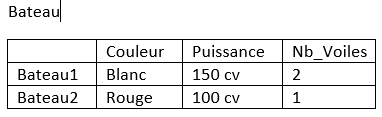 Bateau
Couleur Puissance Nb_Voiles
Bateau1 Blanc 150 cv 2
Bateau2 Rouge 100 cv 1